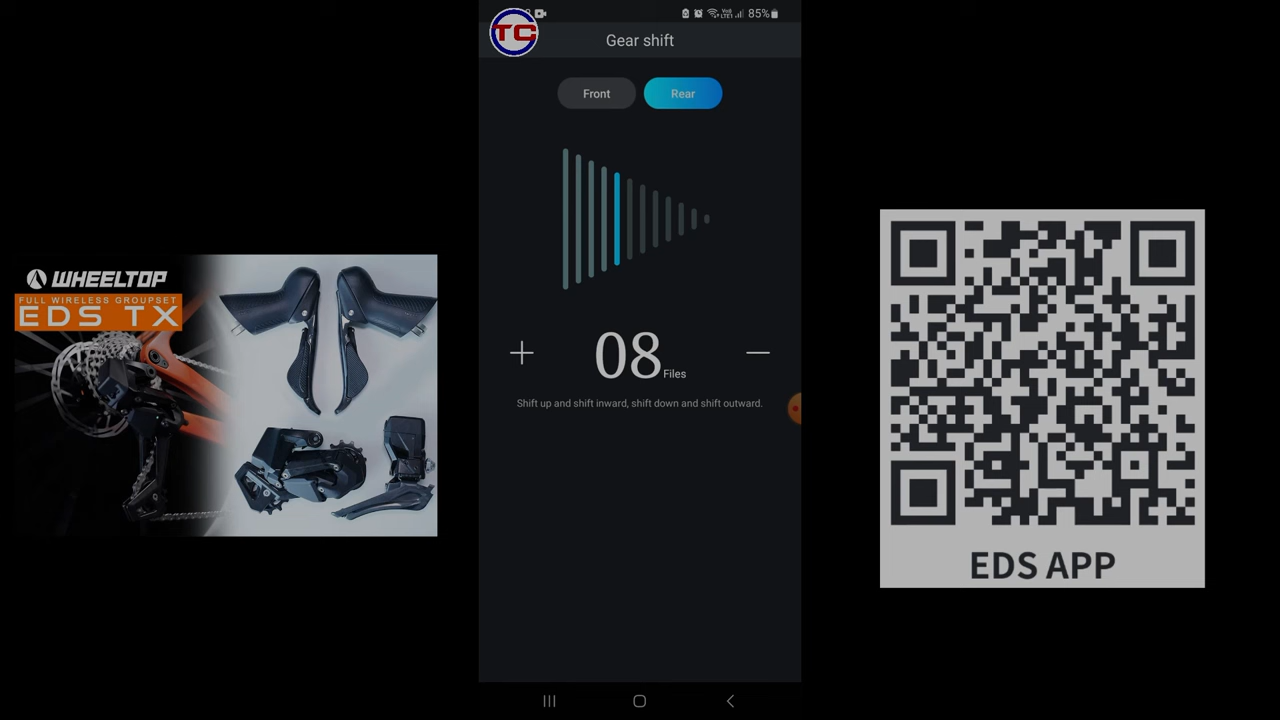 WHEELTOP
FULL WIRELESS GROUPSET
EDS TX
TC
85%
Gear shift
Front
Rear
08
Files
Shift up and shift inward, shift down and shift outward.
EDS APP